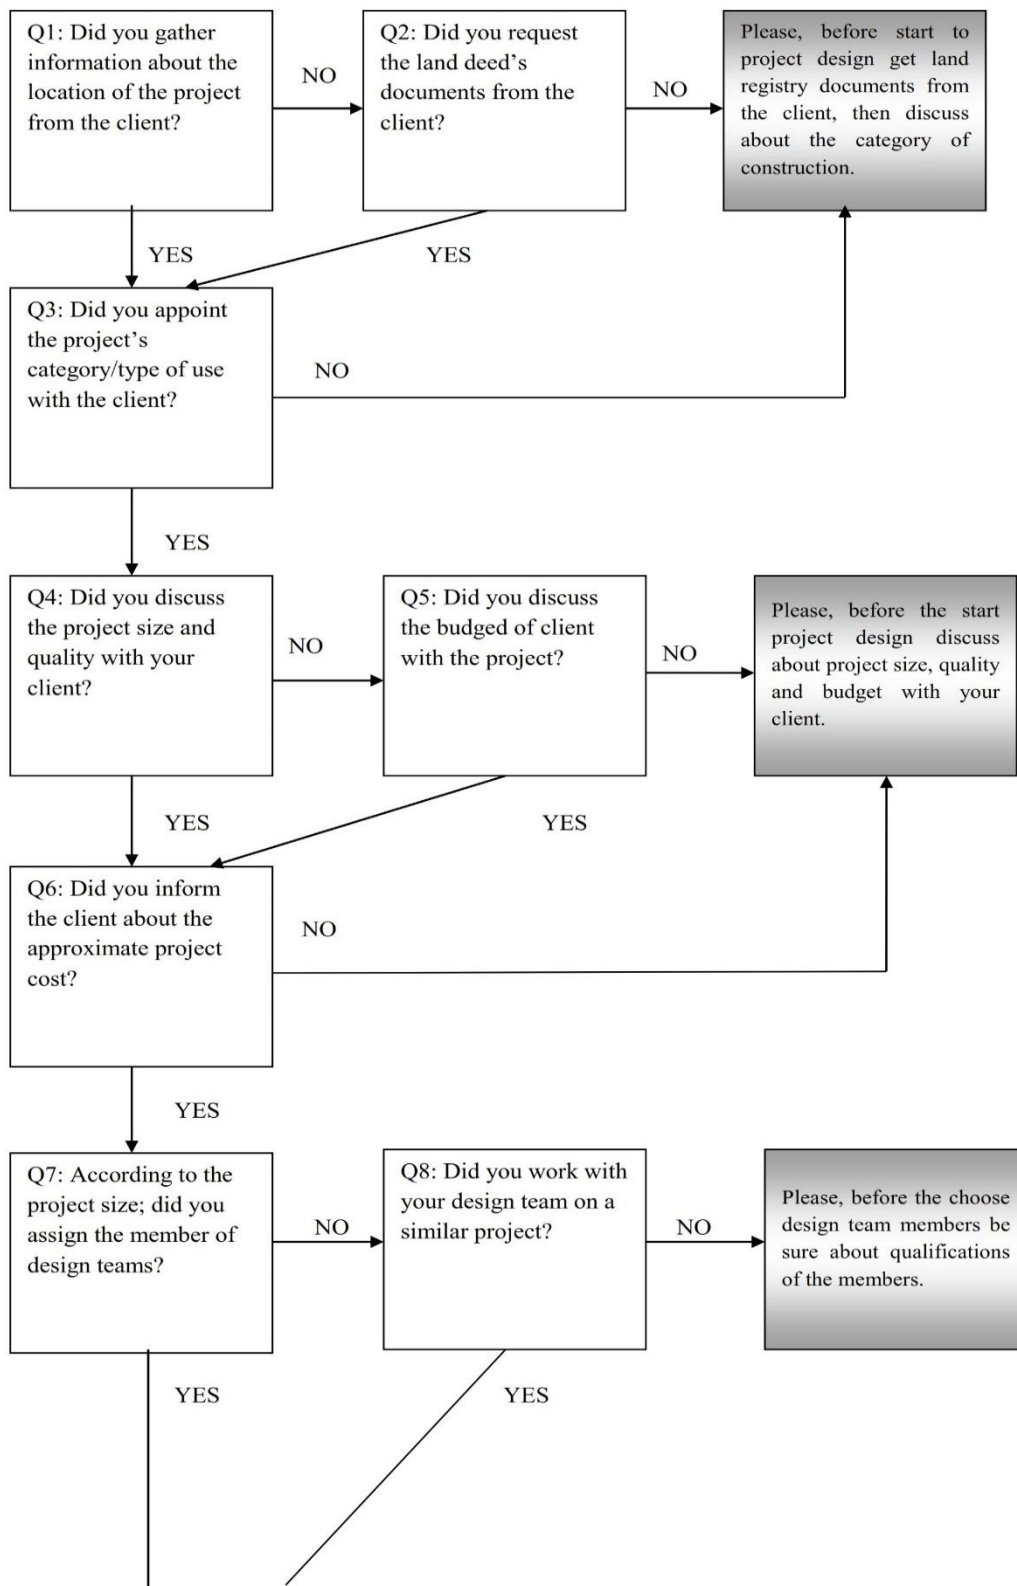 Q1: Did you gather
information about the
location of the project
from the client?
NO
Q2: Did you request
the land deed’s
documents from the
client?
NO
Please, before start to
project design get land
registry documents from
the client, then discuss
about the category of
construction.
YES
YES
Q3: Did you appoint
the project’s
category/type of use
with the client?
NO
YES
Q4: Did you discuss
the project size and
quality with your
client?
NO
Q5: Did you discuss
the budged of client
with the project?
NO
Please, before the start
project design discuss
about project size, quality
and budget with your
client.
YES
YES
Q6: Did you inform
the client about the
approximate project
cost?
NO
YES
Q7: According to the
project size; did you
assign the member of
design teams?
NO
Q8: Did you work with
your design team on a
similar project?
NO
Please, before the choose
design team members be
sure about qualifications
of the members.
YES
YES